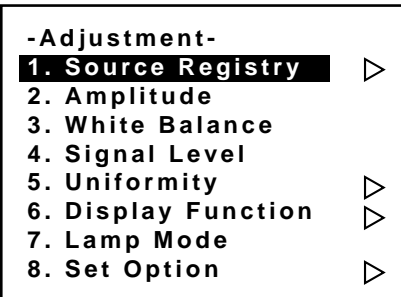 -Adjustment-
1. Source Registry
2. Amplitude
3. White Balance
4. Signal Level
5. Uniformity
6. Display Function
7. Lamp Mode
8. Set Option